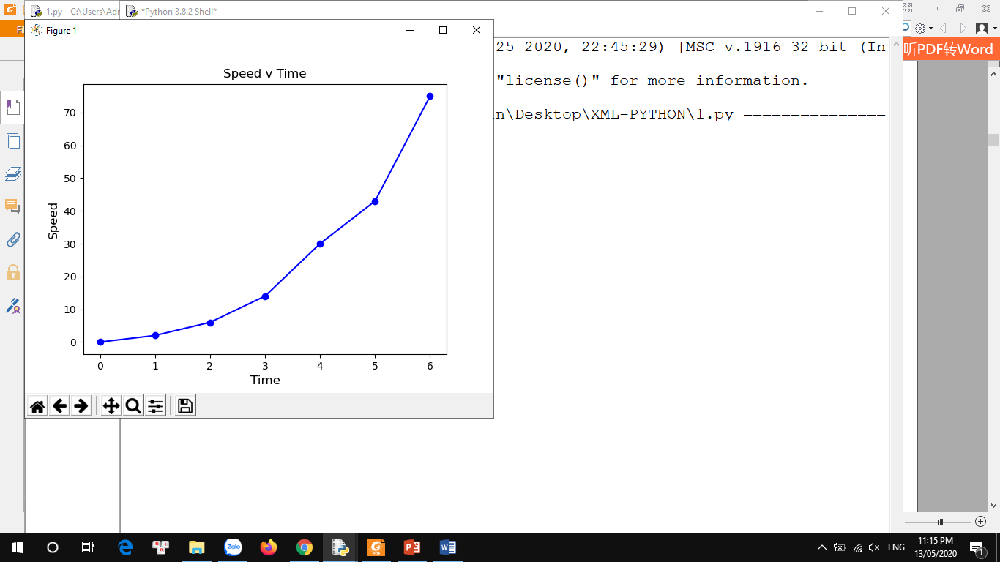 1.py - C:\Users\Adr
*Python 3.8.2 Shell*
Figure 1
25 2020, 22:45:29) [MSC v.1916 32 bit (In
"license()" for more information.
\Desktop\XML-PYTHON\1.py ===============
PDF转Word
Speed v Time
70
60
50
40
30
20
10
0
Speed
0 1 2 3 4 5 6
Time
Zalo
PDF
ENG
11:15 PM
13/05/2020
1